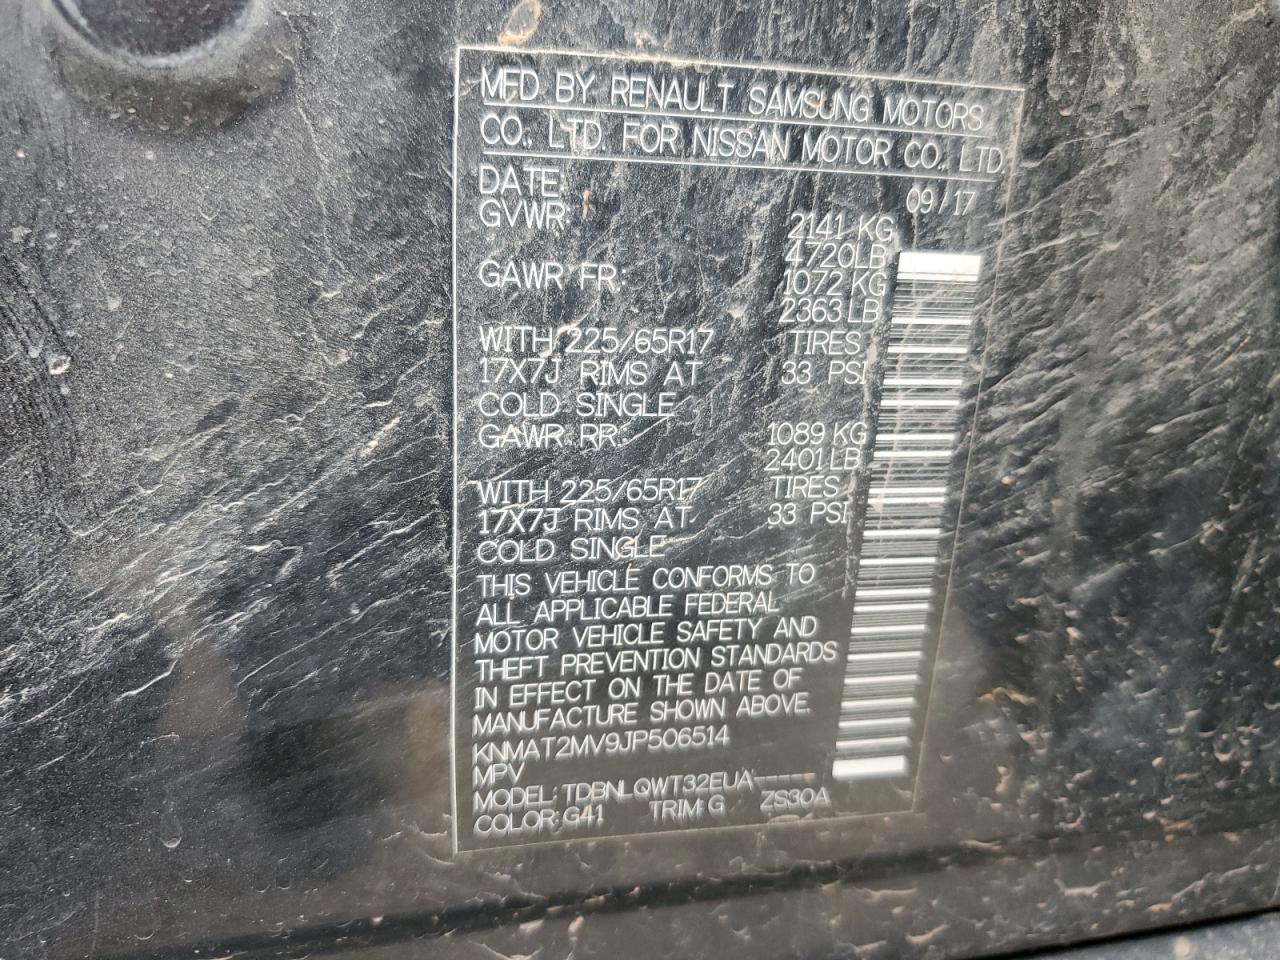 MFD BY RENAULT SAMSUNG MOTORS
CO., LTD. FOR NISSAN MOTOR CO., LTD
DATE: 09/17
GVWR: 2141 KG
4720LB
GAWR FR: 1072 KG
2363LB
WITH 225/65R17 TIRES
17X7J RIMS AT 33 PSI
COLD SINGLE
GAWR RR: 1089 KG
2401LB
WITH 225/65R17 TIRES
17X7J RIMS AT 33 PSI
COLD SINGLE
THIS VEHICLE CONFORMS TO
ALL APPLICABLE FEDERAL
MOTOR VEHICLE SAFETY AND
THEFT PREVENTION STANDARDS
IN EFFECT ON THE DATE OF
MANUFACTURE SHOWN ABOVE.
KNMAT2MV9JP506514
MPV
MODEL: TDBNLQWT32EUA-----
COLOR: G41 TRIM: G ZS30A